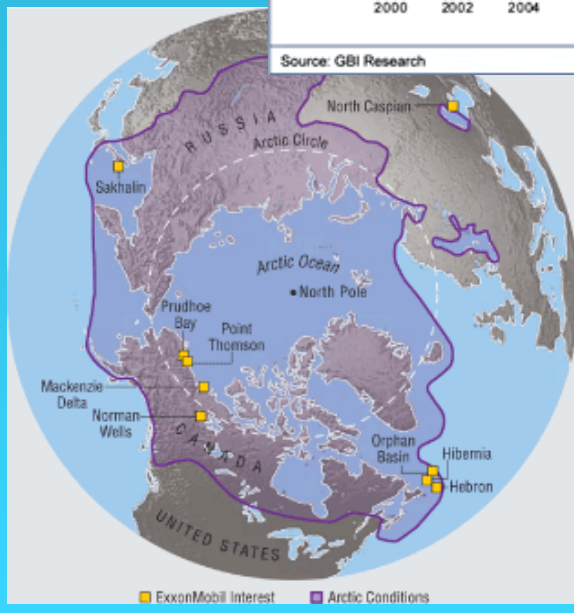 2000 2002 2004
Source: GBI Research
North Caspian
RUSSIA
Arctic Circle
Sakhalin
Arctic Ocean
North Pole
Prudhoe
Bay
Point
Thomson
Mackenzie
Delta
Norman
Wells
CANADA
Orphan
Basin
Hibernia
Hebron
UNITED STATES
ExxonMobil Interest
Arctic Conditions